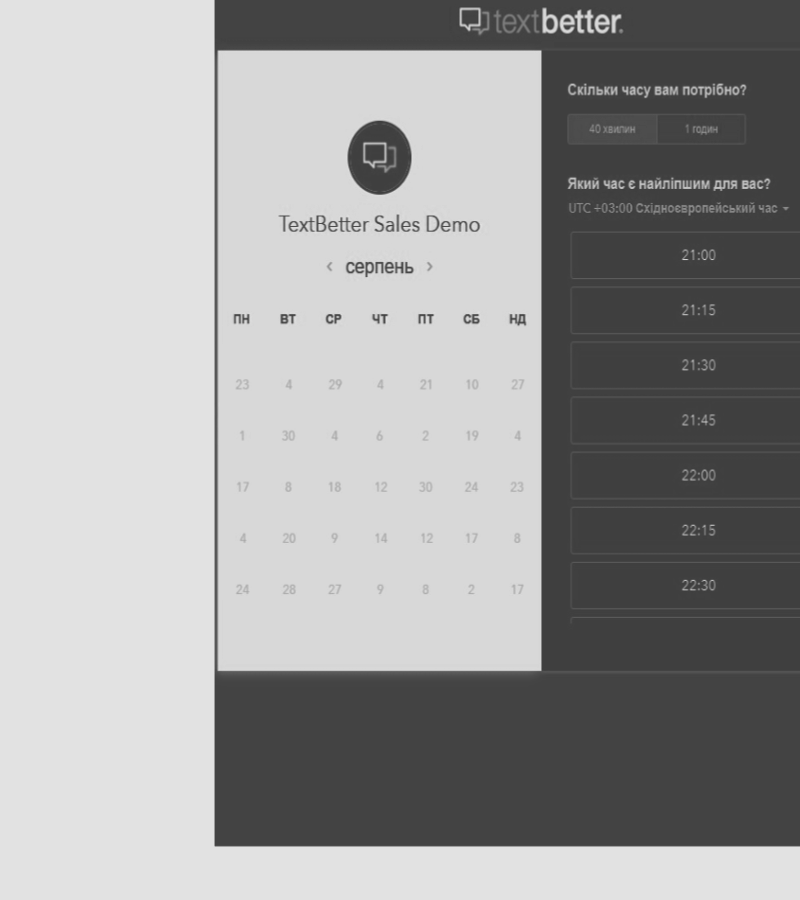 textbetter.
TextBetter Sales Demo
‹ серпень ›
ПН ВТ СР ЧТ ПТ СБ НД
23 4 29 4 21 10 27
1 30 4 6 2 19 4
17 8 18 12 30 24 23
4 20 9 14 12 17 8
24 28 27 9 8 2 17
Скільки часу вам потрібно?
40 хвилин 1 годин
Який час є найліпшим для вас?
UTC +03:00 Східноєвропейський час
21:00
21:15
21:30
21:45
22:00
22:15
22:30